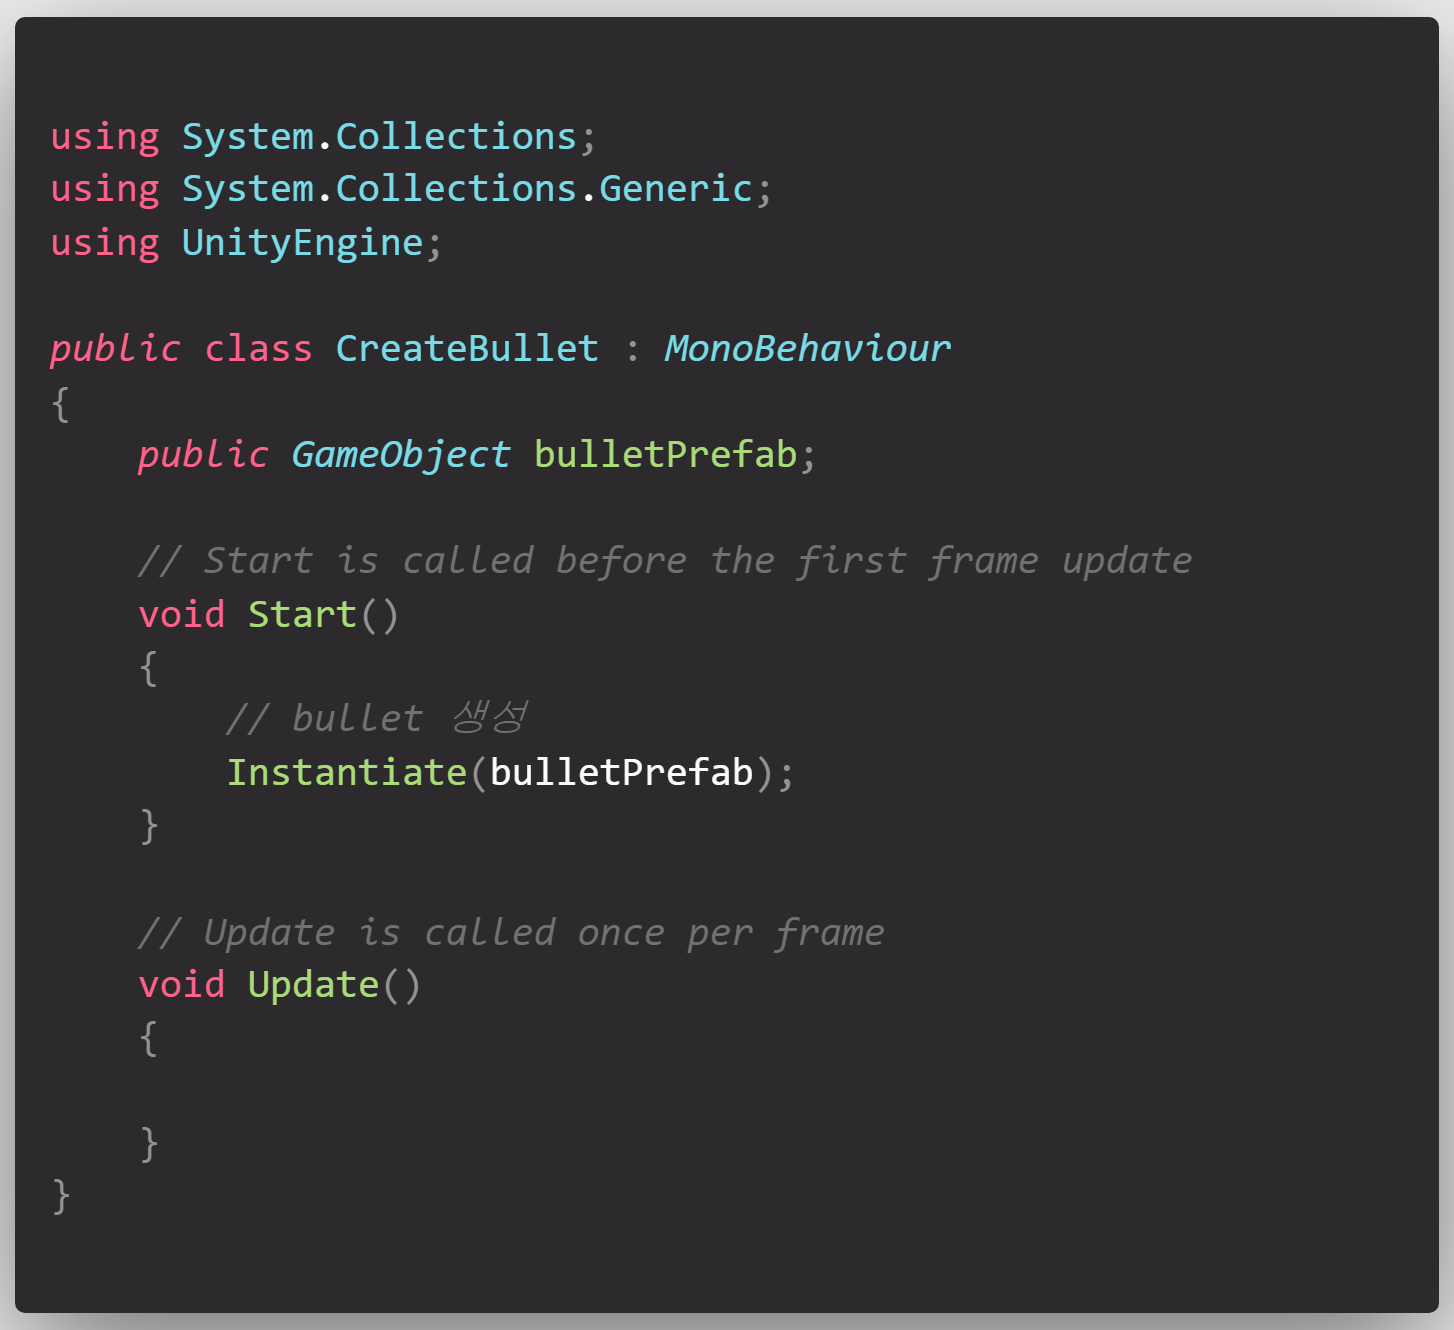 using System.Collections;
using System.Collections.Generic;
using UnityEngine;
public class CreateBullet : MonoBehaviour
{
    public GameObject bulletPrefab;
    // Start is called before the first frame update
    void Start()
    {
        // bullet 생성
        Instantiate(bulletPrefab);
    }
    // Update is called once per frame
    void Update()
    {
    }
}